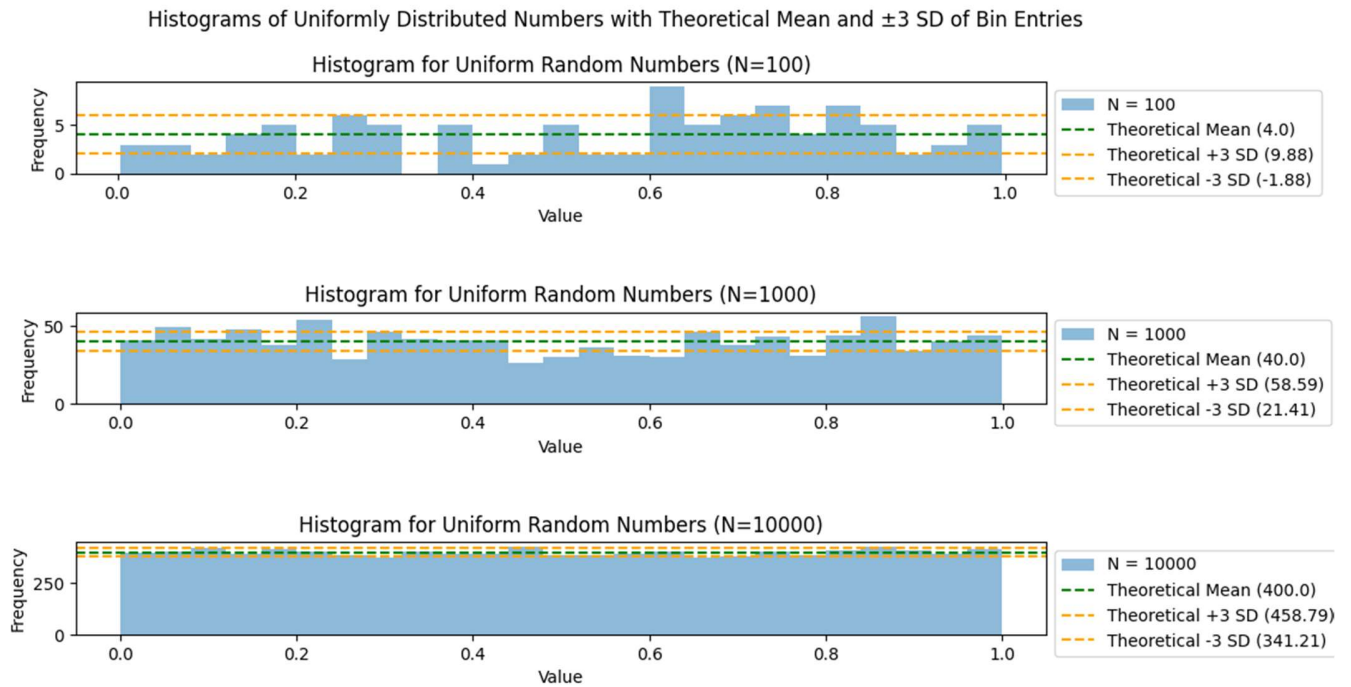 Histograms of Uniformly Distributed Numbers with Theoretical Mean and ±3 SD of Bin Entries
Histogram for Uniform Random Numbers (N=100)
Frequency
5
0
0.0 0.2 0.4 0.6 0.8 1.0
Value
N = 100
Theoretical Mean (4.0)
Theoretical +3 SD (9.88)
Theoretical -3 SD (-1.88)
Histogram for Uniform Random Numbers (N=1000)
Frequency
50
0
0.0 0.2 0.4 0.6 0.8 1.0
Value
N = 1000
Theoretical Mean (40.0)
Theoretical +3 SD (58.59)
Theoretical -3 SD (21.41)
Histogram for Uniform Random Numbers (N=10000)
Frequency
250
0
0.0 0.2 0.4 0.6 0.8 1.0
Value
N = 10000
Theoretical Mean (400.0)
Theoretical +3 SD (458.79)
Theoretical -3 SD (341.21)